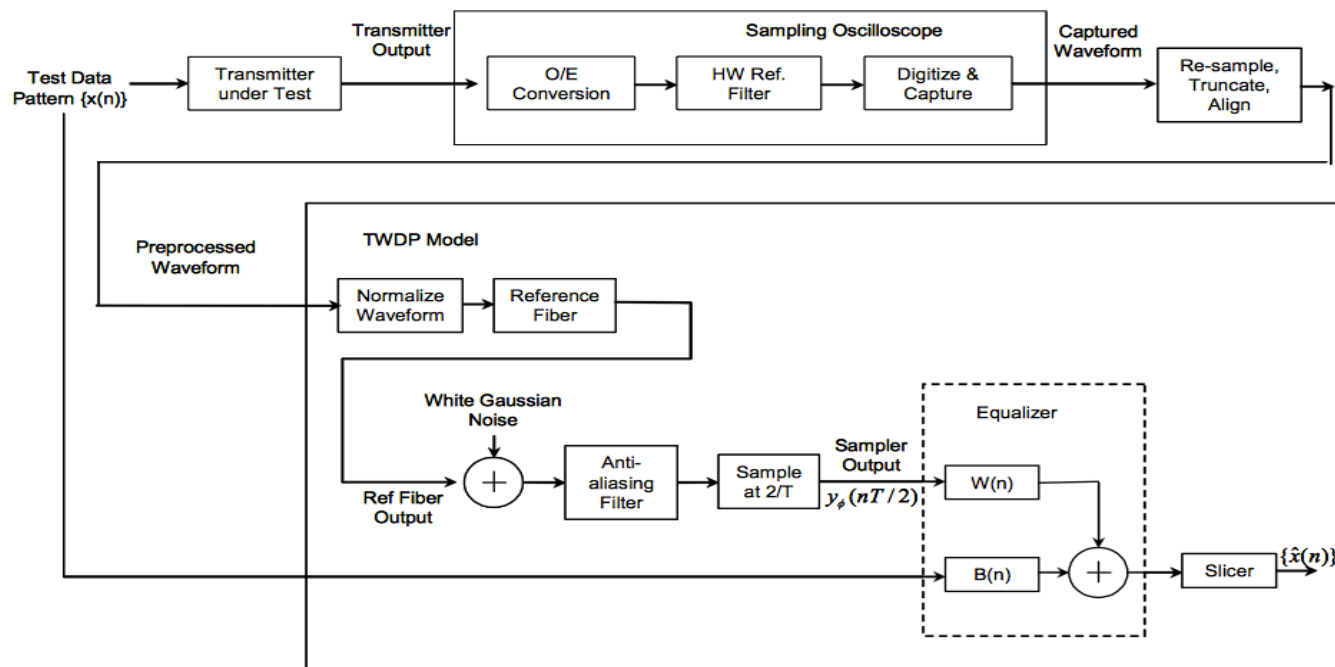 Test Data
Pattern {x(n)}
Transmitter
under Test
Transmitter
Output
Sampling Oscilloscope
O/E
Conversion
HW Ref.
Filter
Digitize &
Capture
Captured
Waveform
Re-sample,
Truncate,
Align
Preprocessed
Waveform
TWDP Model
Normalize
Waveform
Reference
Fiber
White Gaussian
Noise
+
Ref Fiber
Output
Anti-
aliasing
Filter
Sample
at 2/T
Sampler
Output
y_ϕ(nT/2)
Equalizer
W(n)
B(n)
+
Slicer
{x̂(n)}